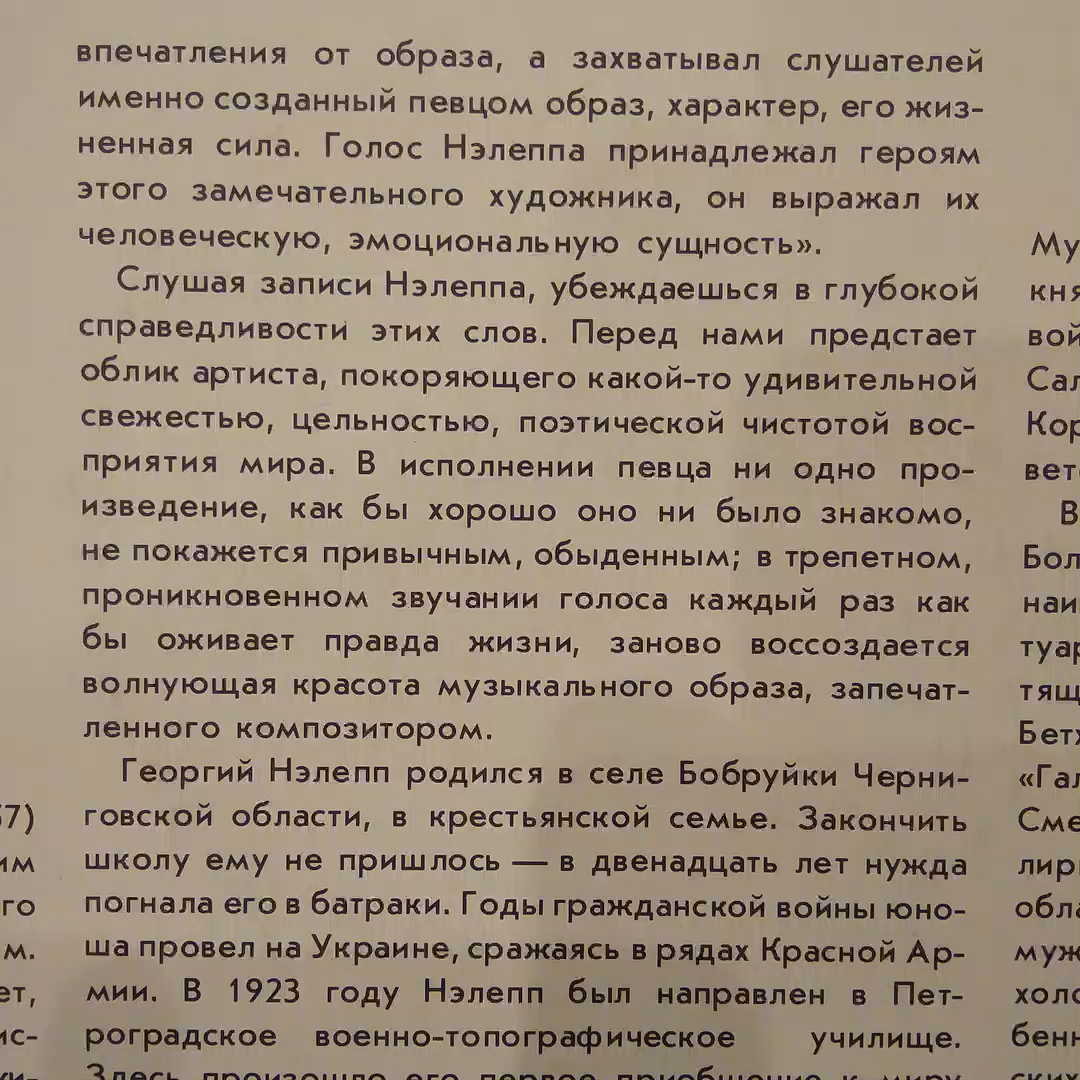 впечатления от образа, а захватывал слушателей
именно созданный певцом образ, характер, его жиз-
ненная сила. Голос Нэлеппа принадлежал героям
этого замечательного художника, он выражал их
человеческую, эмоциональную сущность».
Слушая записи Нэлеппа, убеждаешься в глубокой
справедливости этих слов. Перед нами предстает
облик артиста, покоряющего какой-то удивительной
свежестью, цельностью, поэтической чистотой вос-
приятия мира. В исполнении певца ни одно про-
изведение, как бы хорошо оно ни было знакомо,
не покажется привычным, обыденным; в трепетном,
проникновенном звучании голоса каждый раз как
бы оживает правда жизни, заново воссоздается
волнующая красота музыкального образа, запечат-
ленного композитором.
Георгий Нэлепп родился в селе Бобруйки Черни-
говской области, в крестьянской семье. Закончить
школу ему не пришлось — в двенадцать лет нужда
погнала его в батраки. Годы гражданской войны юно-
ша провел на Украине, сражаясь в рядах Красной Ар-
мии. В 1923 году Нэлепп был направлен в Пет-
роградское военно-топографическое училище.
Здесь произошло его первое приобщение к миру